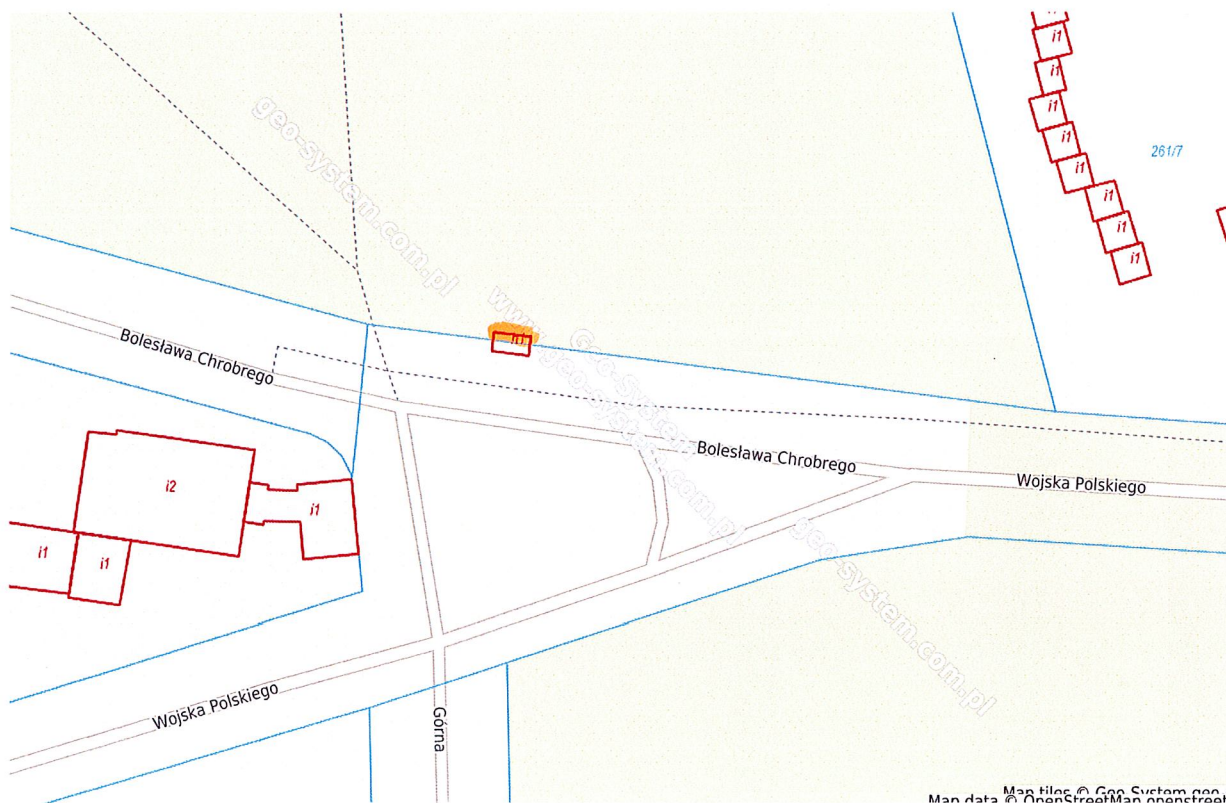 i1
i1
i1
i1
i1
i1
i1
i1
261/7
geo-system.com.pl
www.geo-system.com.pl
Geo-System
geo-system.com.pl
Bolesława Chrobrego
Bolesława Chrobrego
Wojska Polskiego
i2
i1
i1
i1
Wojska Polskiego
Górna
Map tiles © Geo-System geo
Map data © OpenStreetMap